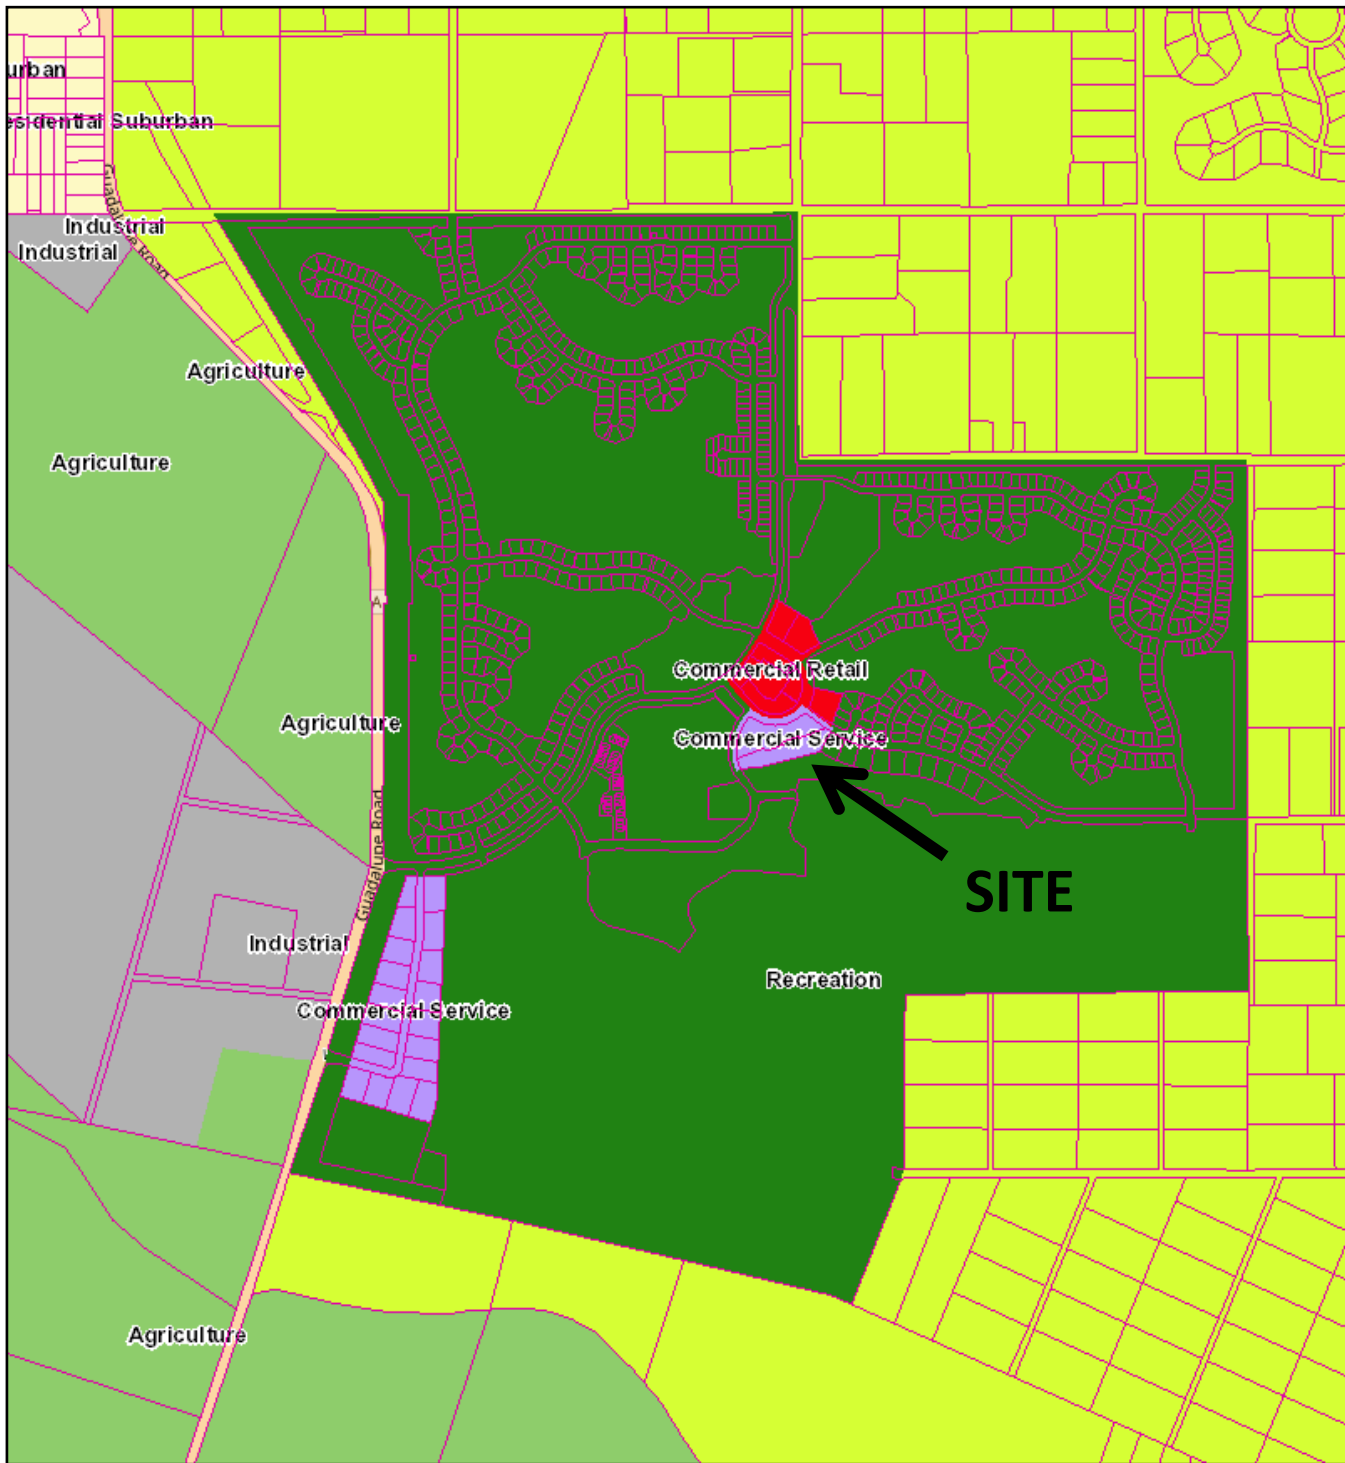 urban
esidential Suburban
Guadalupe Road
Industrial
Industrial
Agriculture
Agriculture
A
Commercial Retail
Agriculture
Commercial Service
Guadalupe Road
SITE
Industrial
Recreation
Commercial Service
Agriculture